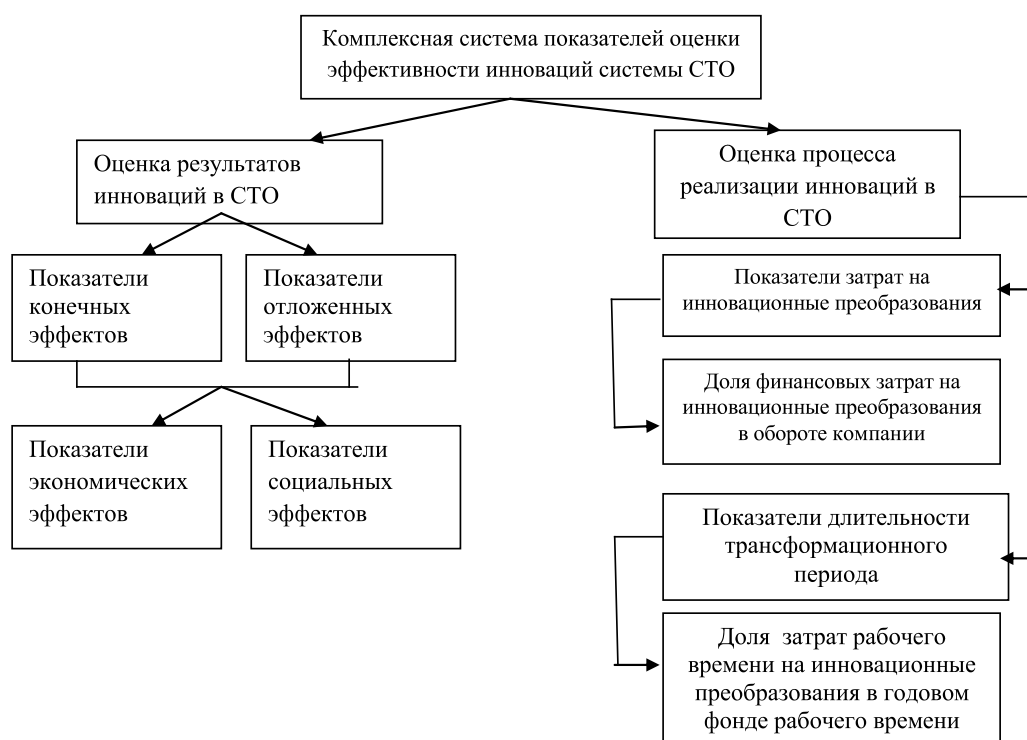 Комплексная система показателей оценки
эффективности инноваций системы СТО
Оценка результатов
инноваций в СТО
Оценка процесса
реализации инноваций в
СТО
Показатели
конечных
эффектов
Показатели
отложенных
эффектов
Показатели
экономических
эффектов
Показатели
социальных
эффектов
Показатели затрат на
инновационные преобразования
Доля финансовых затрат на
инновационные преобразования
в обороте компании
Показатели длительности
трансформационного
периода
Доля затрат рабочего
времени на инновационные
преобразования в годовом
фонде рабочего времени